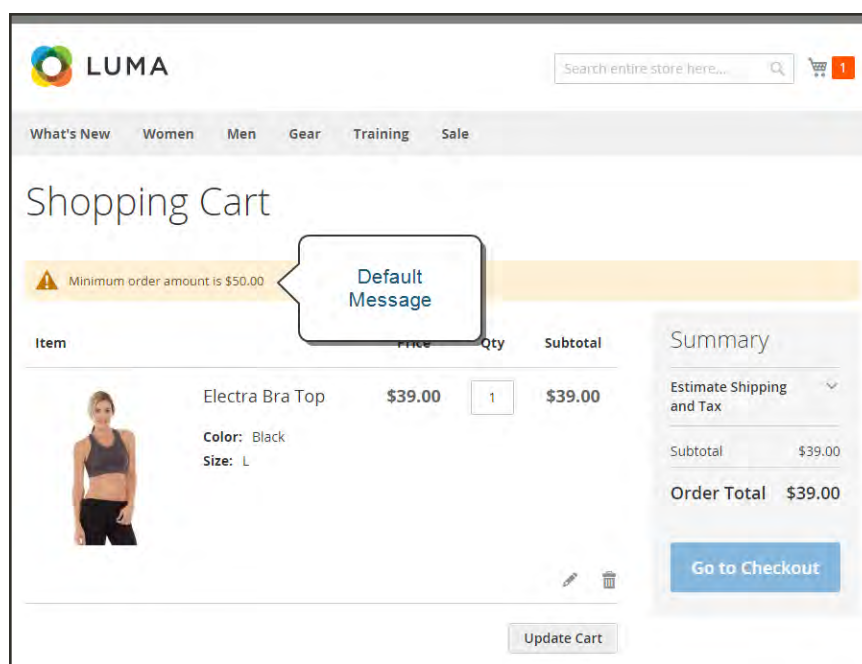 LUMA
Search entire store here...
1
What's New Women Men Gear Training Sale
Shopping Cart
Minimum order amount is $50.00
Default
Message
Item Price Qty Subtotal
Electra Bra Top $39.00 1 $39.00
Color: Black
Size: L
Update Cart
Summary
Estimate Shipping
and Tax
Subtotal $39.00
Order Total $39.00
Go to Checkout